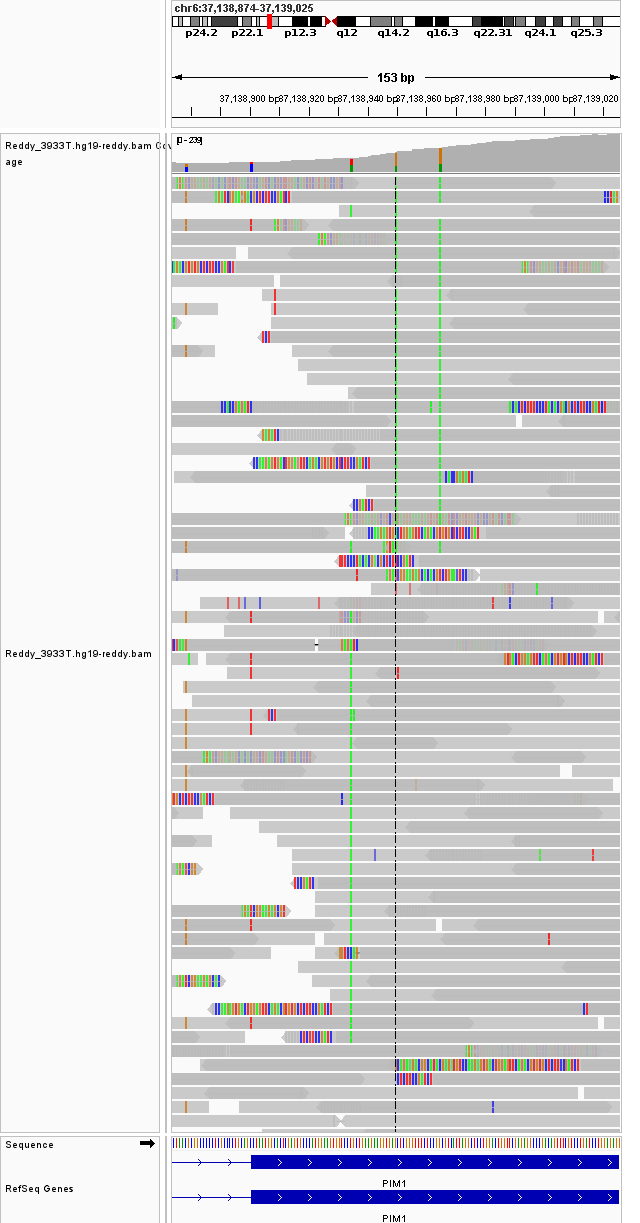 chr6:37,138,874-37,139,025
p24.2 p22.1 p12.3 q12 q14.2 q16.3 q22.31 q24.1 q25.3
153 bp
37,138,900 bp 37,138,920 bp 37,138,940 bp 37,138,960 bp 37,138,980 bp 37,139,000 bp 37,139,020
Reddy_3933T.hg19-reddy.bam Cov
age
[0 - 239]
Reddy_3933T.hg19-reddy.bam
Sequence
PIM1
RefSeq Genes
PIM1